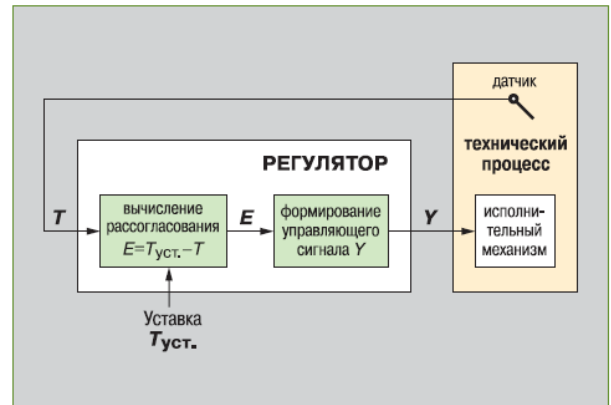 датчик
технический
процесс
РЕГУЛЯТОР
T
вычисление
рассогласования
E=Tуст.–T
E
формирование
управляющего
сигнала Y
Y
исполни-
тельный
механизм
Уставка
Tуст.